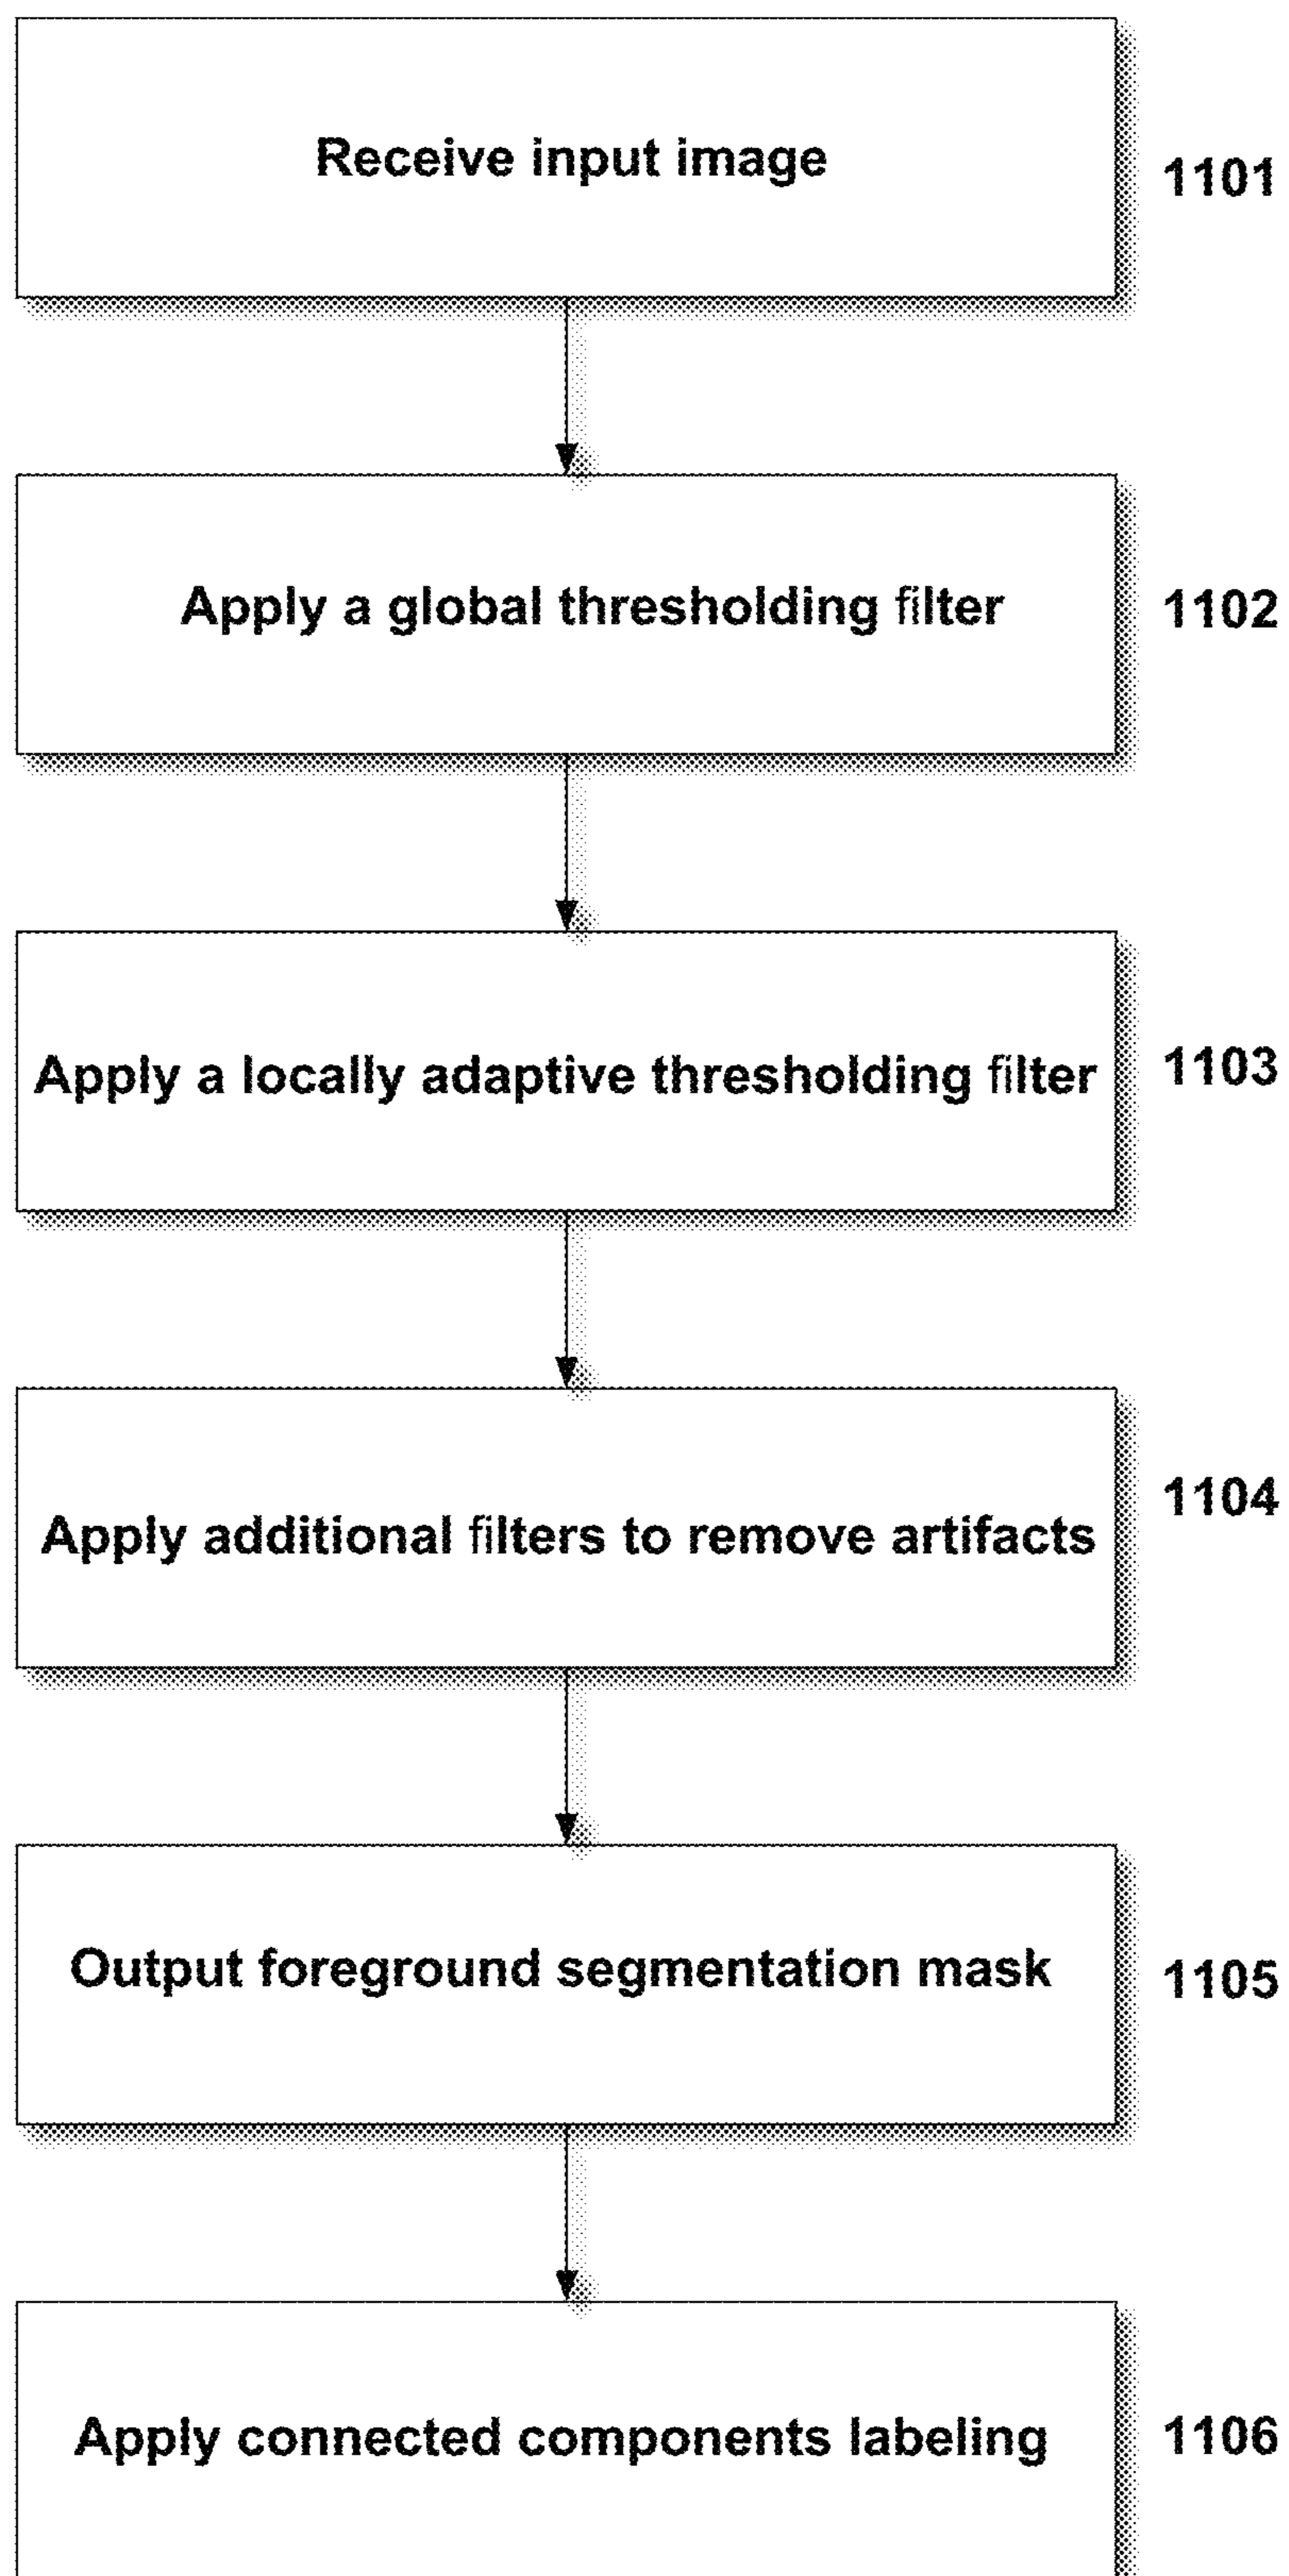 Receive input image
1101
Apply a global thresholding filter
1102
Apply a locally adaptive thresholding filter
1103
Apply additional filters to remove artifacts
1104
Output foreground segmentation mask
1105
Apply connected components labeling
1106